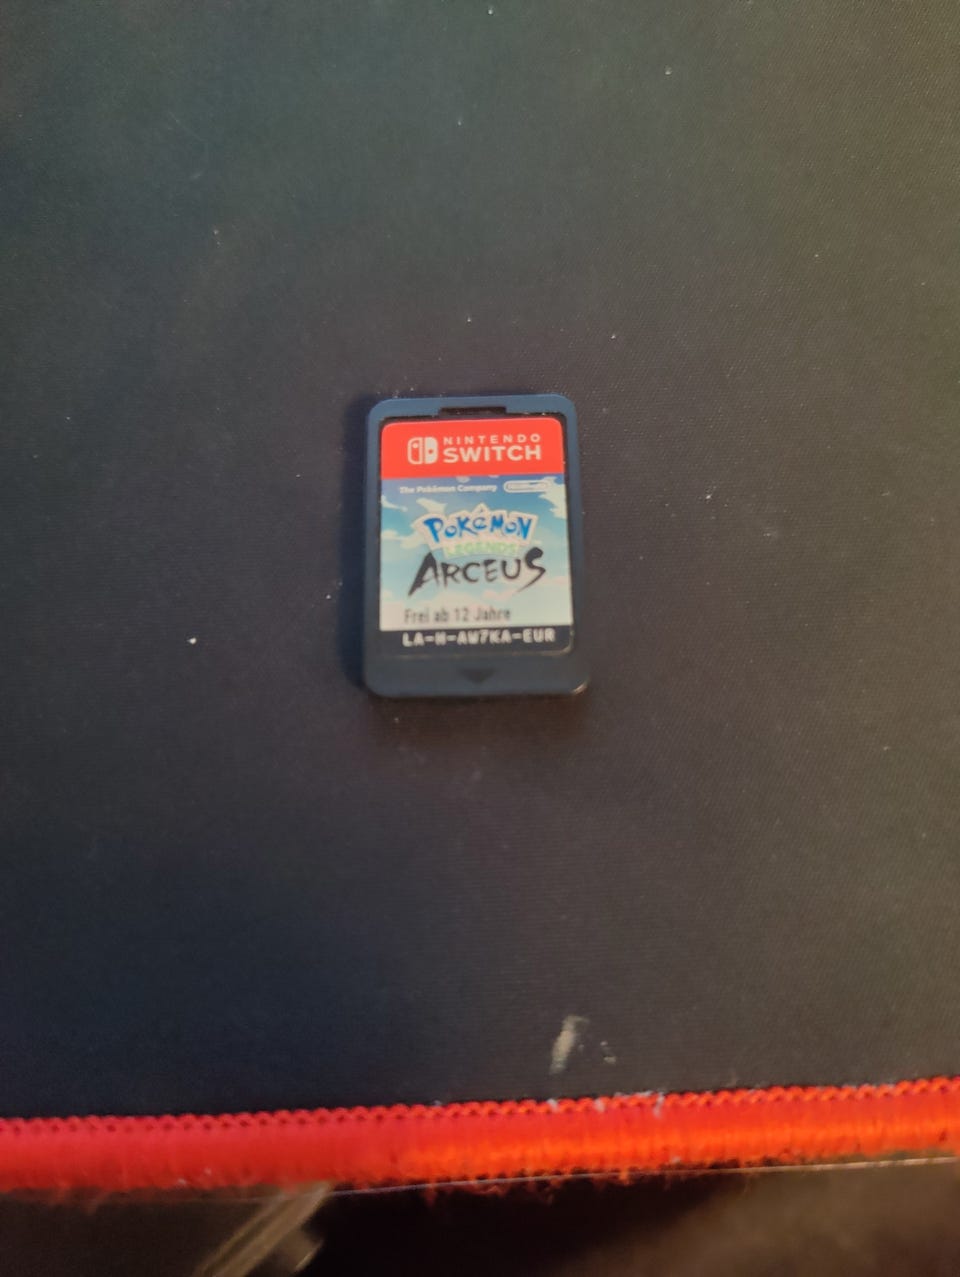 NINTENDO
SWITCH
The Pokémon Company
Nintendo
POKÉMON
LEGENDS
ARCEUS
Frei ab 12 Jahre
LA-H-AW7KA-EUR